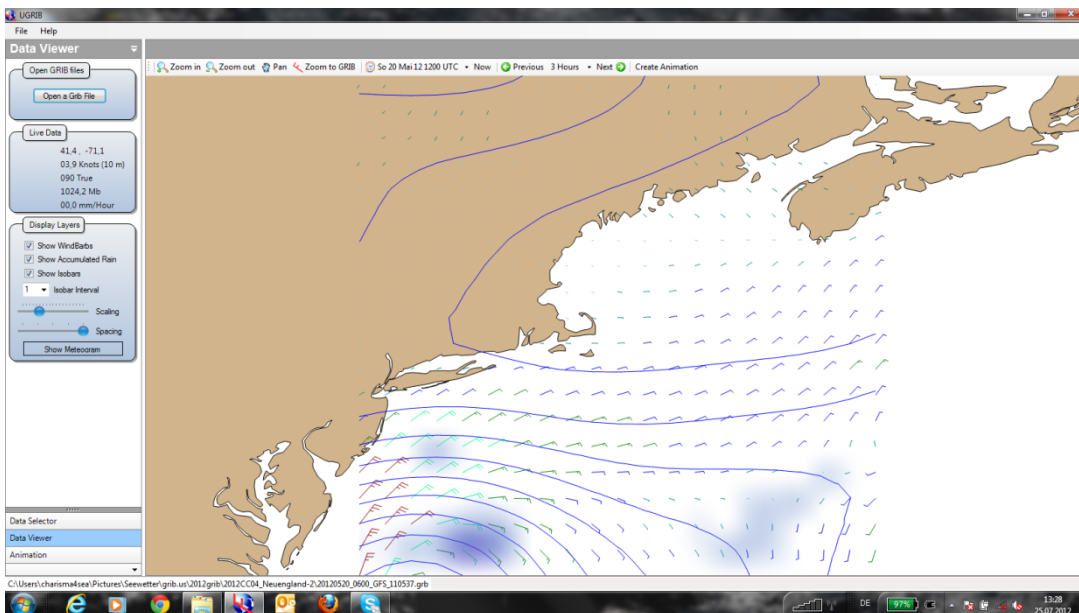 UGRIB
File Help
Data Viewer
Zoom in Zoom out Pan Zoom to GRIB So 20 Mai 12 1200 UTC Now Previous 3 Hours Next Create Animation
Open GRIB files
Open a Grib File
Live Data
41,4 , -71,1
03,9 Knots (10 m)
090 True
1024,2 Mb
00,0 mm/Hour
Display Layers
Show WindBarbs
Show Accumulated Rain
Show Isobars
1 Isobar Interval
Scaling
Spacing
Show Meteogram
Data Selector
Data Viewer
Animation
C:\Users\charisma4sea\Pictures\Seewetter\grib.us\2012grib\2012CC04_Neuengland-2\20120520_0600_GFS_110537.grb
DE 97% 13:28
25.07.2012